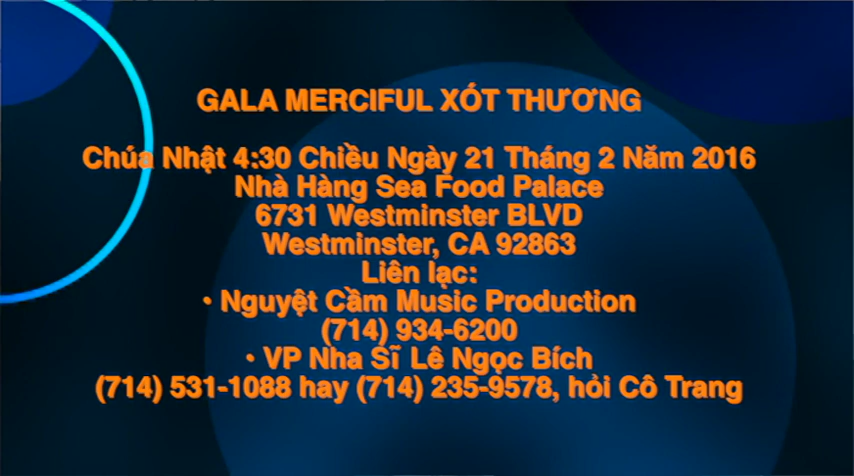 GALA MERCIFUL XÓT THƯƠNG
Chúa Nhật 4:30 Chiều Ngày 21 Tháng 2 Năm 2016
Nhà Hàng Sea Food Palace
6731 Westminster BLVD
Westminster, CA 92863
Liên lạc:
• Nguyệt Cầm Music Production
(714) 934-6200
• VP Nha Sĩ Lê Ngọc Bích
(714) 531-1088 hay (714) 235-9578, hỏi Cô Trang